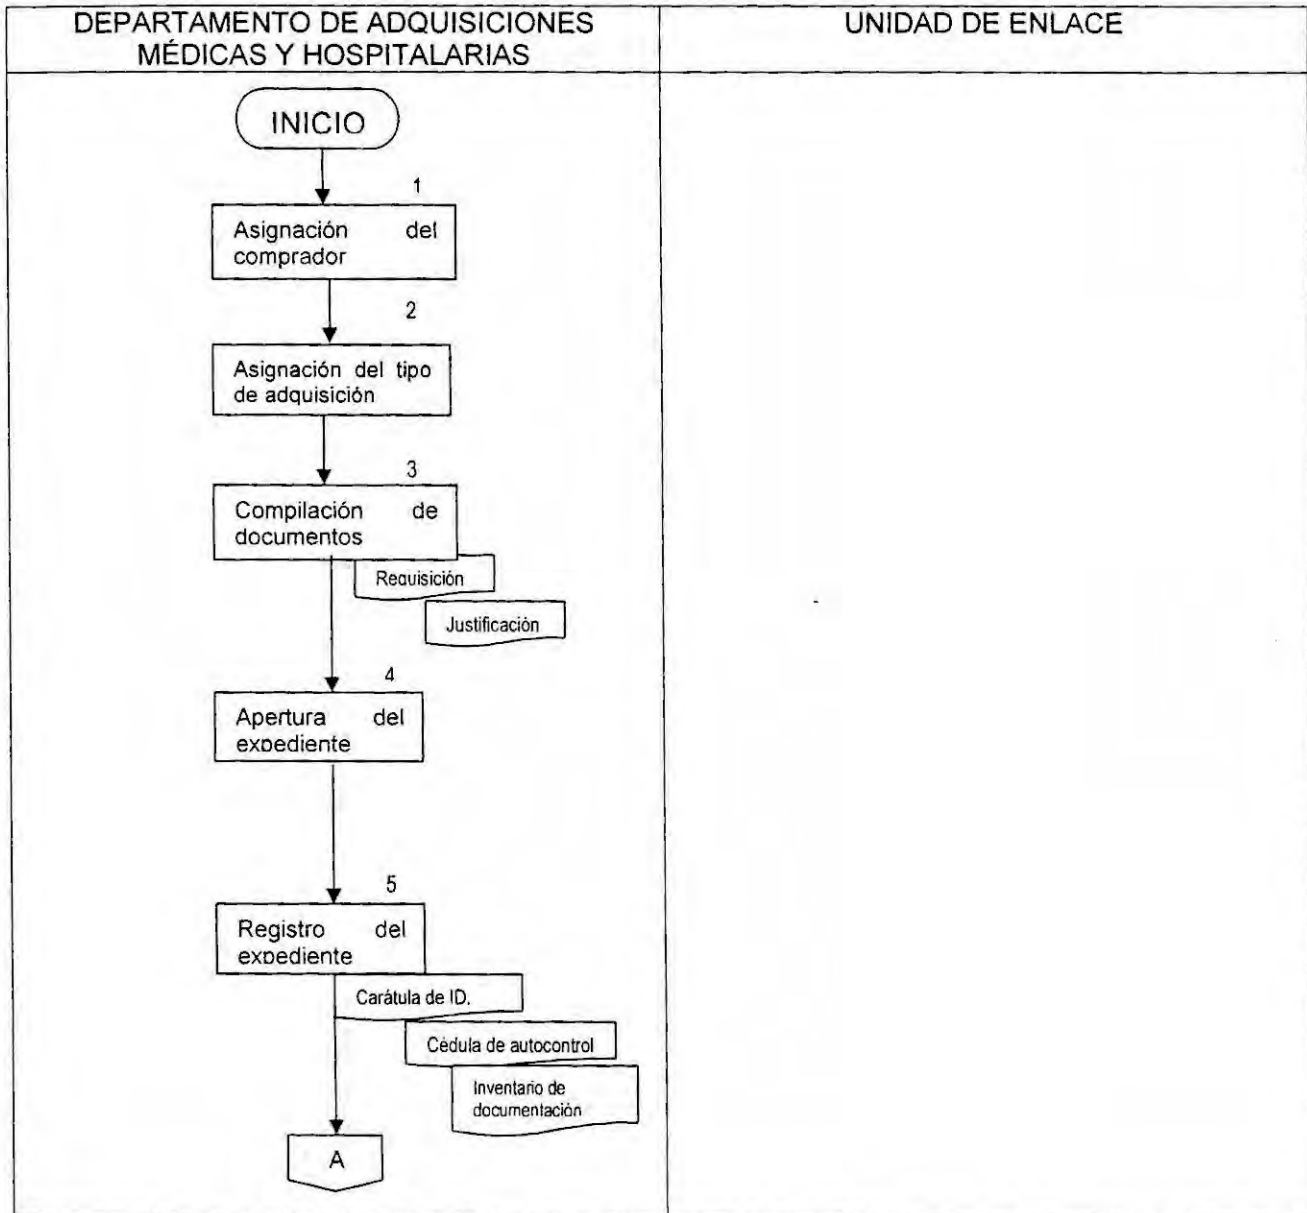 DEPARTAMENTO DE ADQUISICIONES
MÉDICAS Y HOSPITALARIAS
UNIDAD DE ENLACE
INICIO
1
Asignación del
comprador
2
Asignación del tipo
de adquisición
3
Compilación de
documentos
Requisición
Justificación
4
Apertura del
expediente
5
Registro del
expediente
Carátula de ID.
Cédula de autocontrol
Inventario de
documentación
A